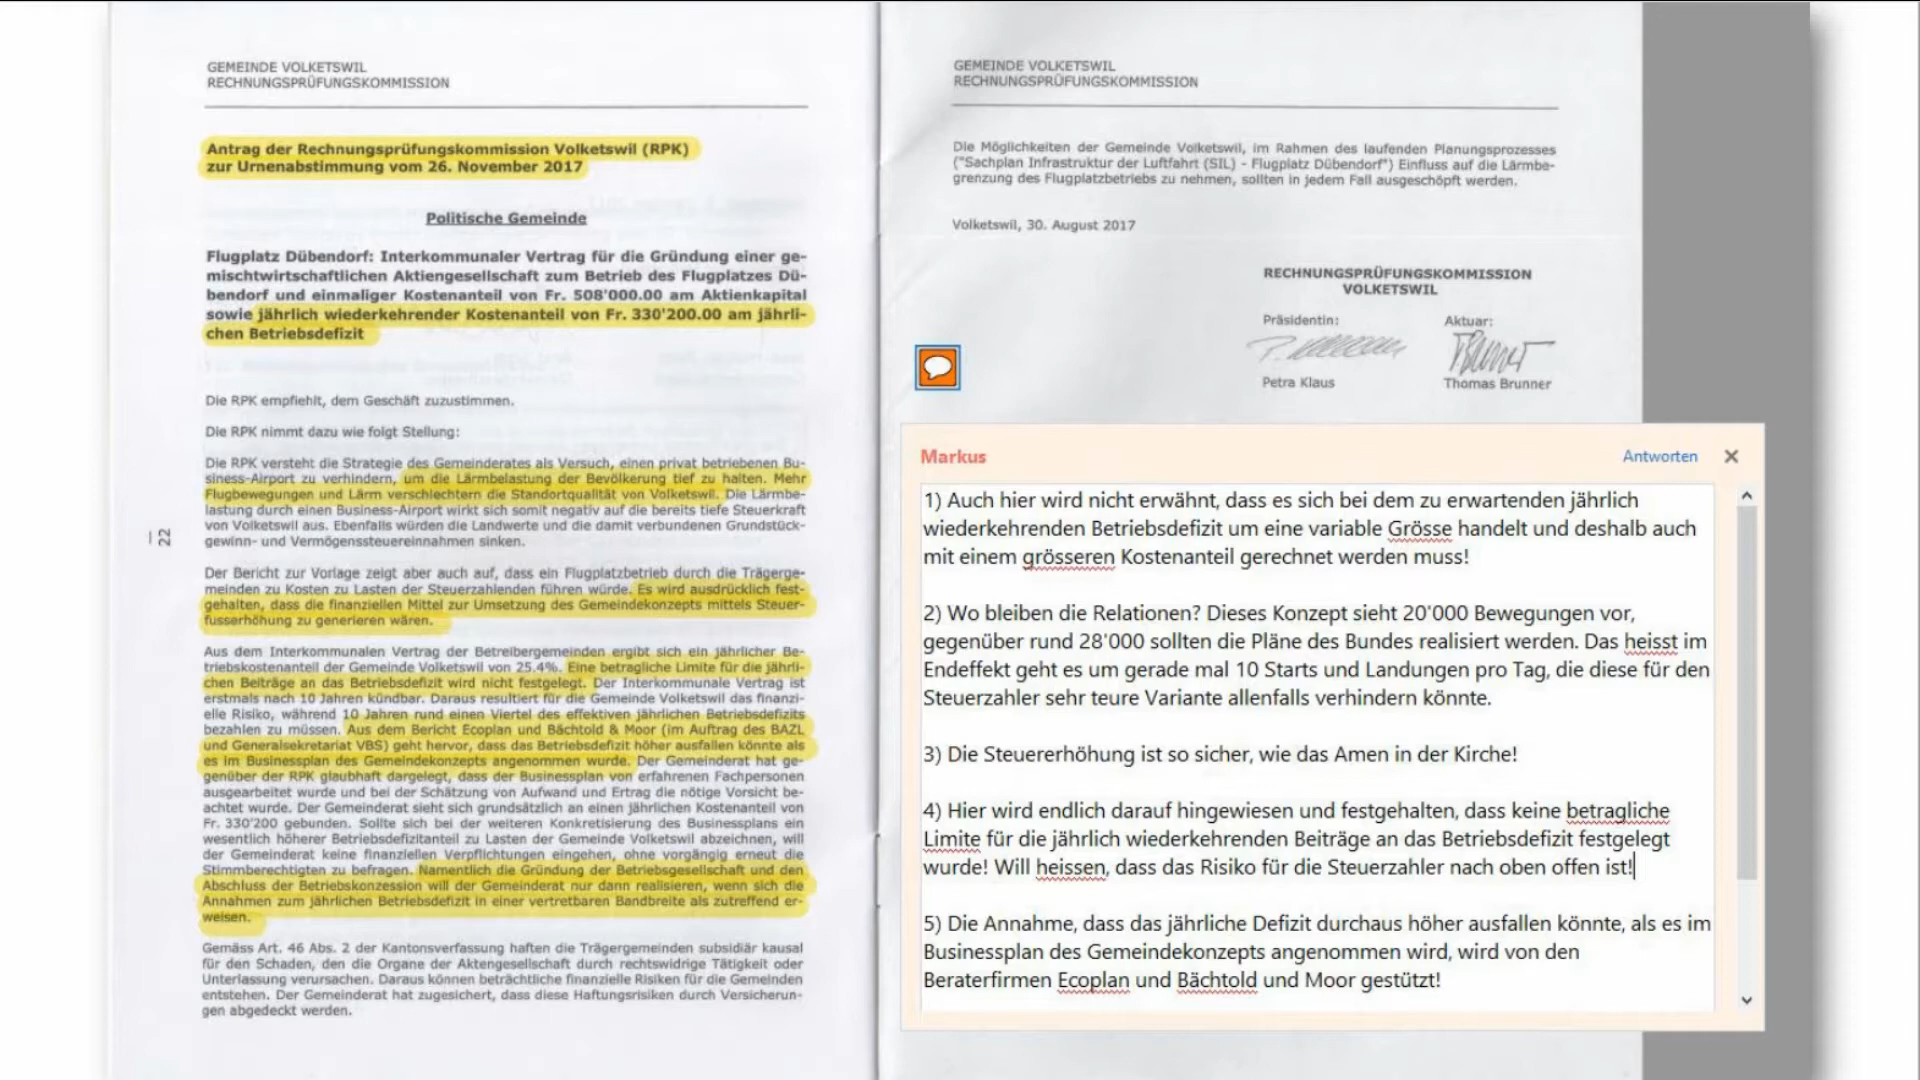 GEMEINDE VOLKETSWIL
RECHNUNGSPRÜFUNGSKOMMISSION
Antrag der Rechnungsprüfungskommission Volketswil (RPK)
zur Urnenabstimmung vom 26. November 2017
Politische Gemeinde
Flugplatz Dübendorf: Interkommunaler Vertrag für die Gründung einer ge-
mischtwirtschaftlichen Aktiengesellschaft zum Betrieb des Flugplatzes Dü-
bendorf und einmaliger Kostenanteil von Fr. 508'000.00 am Aktienkapital
sowie jährlich wiederkehrender Kostenanteil von Fr. 330'200.00 am jährli-
chen Betriebsdefizit
Die RPK empfiehlt, dem Geschäft zuzustimmen.
Die RPK nimmt dazu wie folgt Stellung:
Die RPK versteht die Strategie des Gemeinderates als Versuch, einen privat betriebenen Bu-
siness-Airport zu verhindern, um die Lärmbelastung der Bevölkerung tief zu halten. Mehr
Flugbewegungen und Lärm verschlechtern die Standortqualität von Volketswil. Die Lärmbe-
lastung durch einen Business-Airport wirkt sich somit negativ auf die bereits tiefe Steuerkraft
von Volketswil aus. Ebenfalls würden die Landwerte und die damit verbundenen Grundstück-
gewinn- und Vermögenssteuereinnahmen sinken.
Der Bericht zur Vorlage zeigt aber auch auf, dass ein Flugplatzbetrieb durch die Trägerge-
meinden zu Kosten zu Lasten der Steuerzahlenden führen würde. Es wird ausdrücklich fest-
gehalten, dass die finanziellen Mittel zur Umsetzung des Gemeindekonzepts mittels Steuer-
fusserhöhung zu generieren wären.
Aus dem Interkommunalen Vertrag der Betreibergemeinden ergibt sich ein jährlicher Be-
triebskostenanteil der Gemeinde Volketswil von 25.4%. Eine betragliche Limite für die jährli-
chen Beiträge an das Betriebsdefizit wird nicht festgelegt. Der Interkommunale Vertrag ist
erstmals nach 10 Jahren kündbar. Daraus resultiert für die Gemeinde Volketswil das finanzi-
elle Risiko, während 10 Jahren rund einen Viertel des effektiven jährlichen Betriebsdefizits
bezahlen zu müssen. Aus dem Bericht Ecoplan und Bächtold & Moor (im Auftrag des BAZL
und Generalsekretariat VBS) geht hervor, dass das Betriebsdefizit höher ausfallen könnte als
es im Businessplan des Gemeindekonzepts angenommen wurde. Der Gemeinderat hat ge-
genüber der RPK glaubhaft dargelegt, dass der Businessplan von erfahrenen Fachpersonen
ausgearbeitet wurde und bei der Schätzung von Aufwand und Ertrag die nötige Vorsicht be-
achtet wurde. Der Gemeinderat sieht sich grundsätzlich an einen jährlichen Kostenanteil von
Fr. 330'200 gebunden. Sollte sich bei der weiteren Konkretisierung des Businessplans ein
wesentlich höherer Betriebsdefizitanteil zu Lasten der Gemeinde Volketswil abzeichnen, will
der Gemeinderat keine finanziellen Verpflichtungen eingehen, ohne vorgängig erneut die
Stimmberechtigten zu befragen. Namentlich die Gründung der Betriebsgesellschaft und den
Abschluss der Betriebskonzession will der Gemeinderat nur dann realisieren, wenn sich die
Annahmen zum jährlichen Betriebsdefizit in einer vertretbaren Bandbreite als zutreffend er-
weisen.
Gemäss Art. 46 Abs. 2 der Kantonsverfassung haften die Trägergemeinden subsidiär kausal
für den Schaden, den die Organe der Aktengesellschaft durch rechtswidrige Tätigkeit oder
Unterlassung verursachen. Daraus können beträchtliche finanzielle Risiken für die Gemeinden
entstehen. Der Gemeinderat hat zugesichert, dass diese Haftungsrisiken durch Versicherun-
gen abgedeckt werden.
22
GEMEINDE VOLKETSWIL
RECHNUNGSPRÜFUNGSKOMMISSION
Die Möglichkeiten der Gemeinde Volketswil, im Rahmen des laufenden Planungsprozesses
("Sachplan Infrastruktur der Luftfahrt (SIL) - Flugplatz Dübendorf") Einfluss auf die Lärmbe-
grenzung des Flugplatzbetriebs zu nehmen, sollten in jedem Fall ausgeschöpft werden.
Volketswil, 30. August 2017
RECHNUNGSPRÜFUNGSKOMMISSION
VOLKETSWIL
Präsidentin: Aktuar:
Petra Klaus Thomas Brunner
Markus Antworten
1) Auch hier wird nicht erwähnt, dass es sich bei dem zu erwartenden jährlich
wiederkehrenden Betriebsdefizit um eine variable Grösse handelt und deshalb auch
mit einem grösseren Kostenanteil gerechnet werden muss!
2) Wo bleiben die Relationen? Dieses Konzept sieht 20'000 Bewegungen vor,
gegenüber rund 28'000 sollten die Pläne des Bundes realisiert werden. Das heisst im
Endeffekt geht es um gerade mal 10 Starts und Landungen pro Tag, die diese für den
Steuerzahler sehr teure Variante allenfalls verhindern könnte.
3) Die Steuererhöhung ist so sicher, wie das Amen in der Kirche!
4) Hier wird endlich darauf hingewiesen und festgehalten, dass keine betragliche
Limite für die jährlich wiederkehrenden Beiträge an das Betriebsdefizit festgelegt
wurde! Will heissen, dass das Risiko für die Steuerzahler nach oben offen ist!
5) Die Annahme, dass das jährliche Defizit durchaus höher ausfallen könnte, als es im
Businessplan des Gemeindekonzepts angenommen wird, wird von den
Beraterfirmen Ecoplan und Bächtold und Moor gestützt!